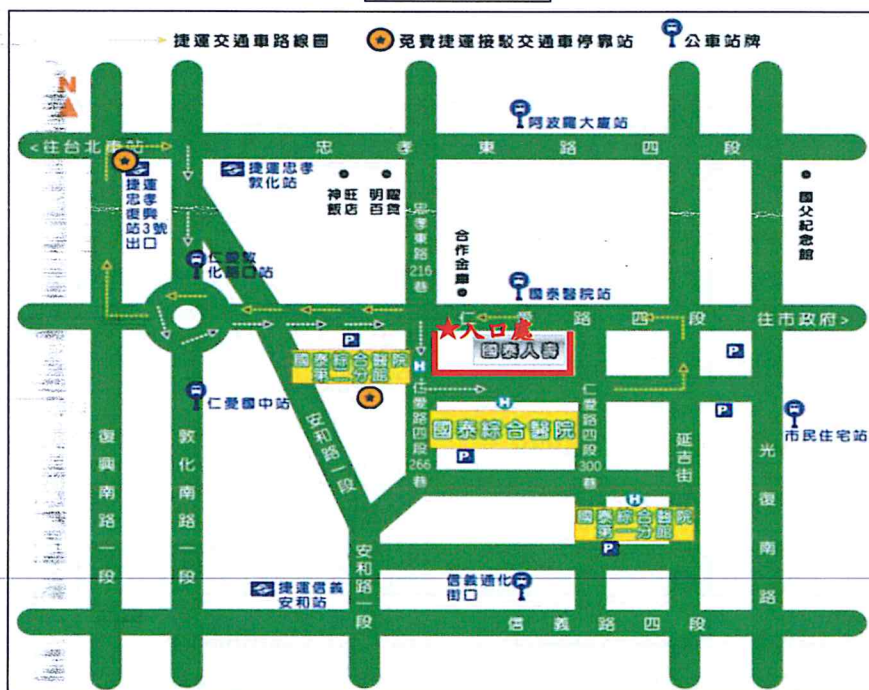 捷運交通車路線圖
免費捷運接駁交通車停靠站
公車站牌
N
阿波羅大廈站
<往台北車站
忠孝東路四段
捷運
忠孝
復興
站3號
出口
捷運忠孝
敦化站
神旺
飯店
明曜
百貨
忠孝東路216巷
合作金庫
國父紀念館
仁愛敦
化路口站
國泰醫院站
仁愛路四段
往市政府>
★入口處
國泰人壽
P
P
國泰綜合醫院
第二分館
H
H
仁愛國中站
P
市民住宅站
國泰綜合醫院
P
復興南路一段
敦化南路一段
安和路一段
仁愛路四段266巷
仁愛路四段300巷
延吉街
光復南路
H
國泰綜合醫院
第一分館
P
安和路一段
捷運信義
安和站
信義通化
街口
信義路四段